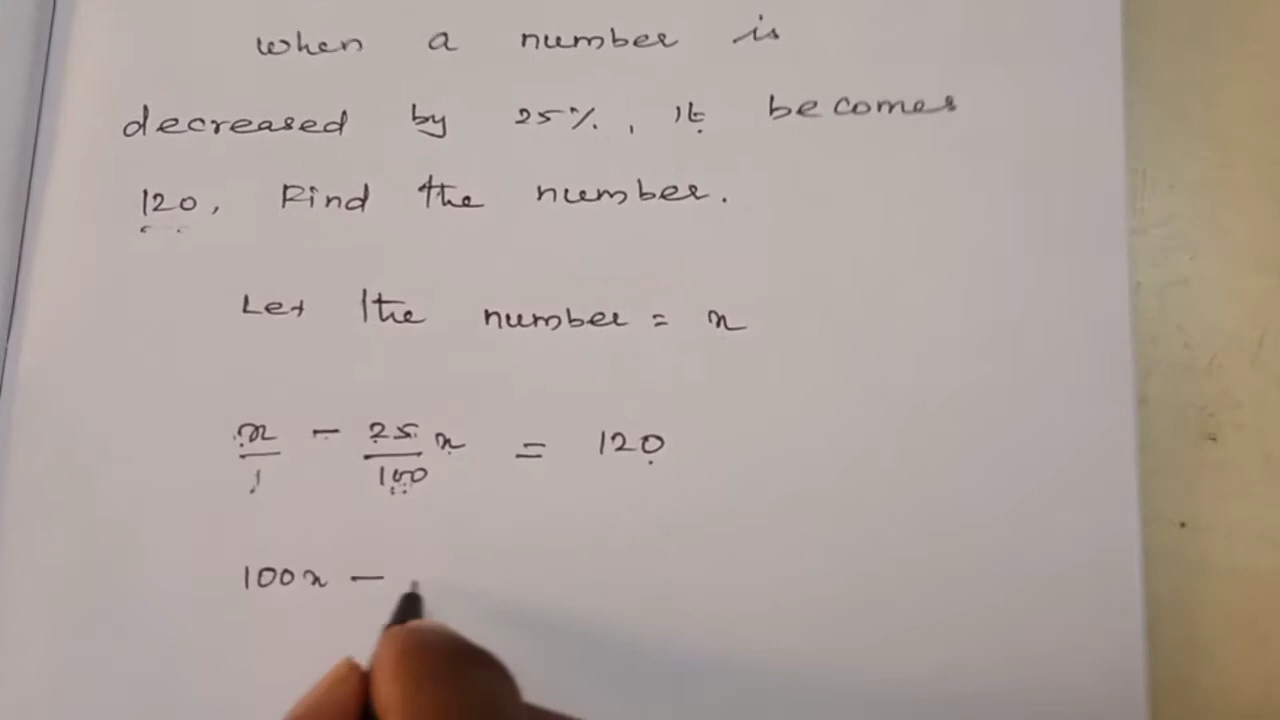 When a number is
decreased by 25%, it becomes
120, Find the number.
Let the number = x
x/1 - 25/100 x = 120
100x -